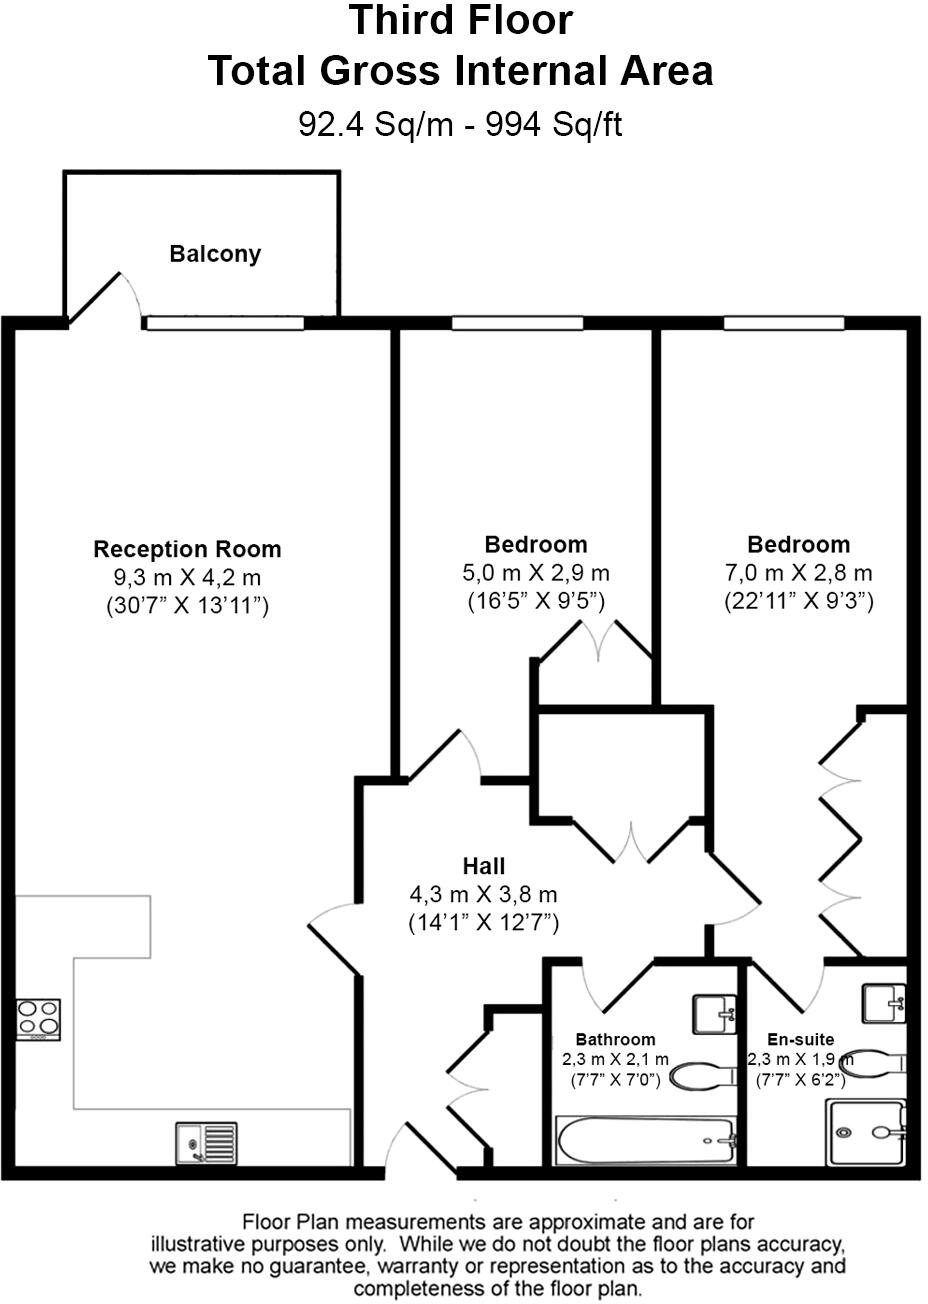 Third Floor
Total Gross Internal Area
92.4 Sq/m - 994 Sq/ft
Balcony
Reception Room
9,3 m X 4,2 m
(30'7” X 13'11”)
Bedroom
5,0 m X 2,9 m
(16'5” X 9'5”)
Bedroom
7,0 m X 2,8 m
(22'11” X 9'3”)
Hall
4,3 m X 3,8 m
(14'1” X 12'7”)
Bathroom
2,3 m X 2,1 m
(7'7” X 7'0”)
En-suite
2,3 m X 1,9 m
(7'7” X 6'2”)
Floor Plan measurements are approximate and are for
illustrative purposes only.  While we do not doubt the floor plans accuracy,
we make no guarantee, warranty or representation as to the accuracy and
completeness of the floor plan.